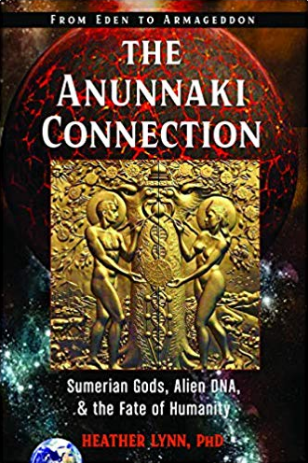 From Eden to Armageddon
The
Anunnaki
Connection
Sumerian Gods, Alien DNA,
& the Fate of Humanity
Heather Lynn, PhD